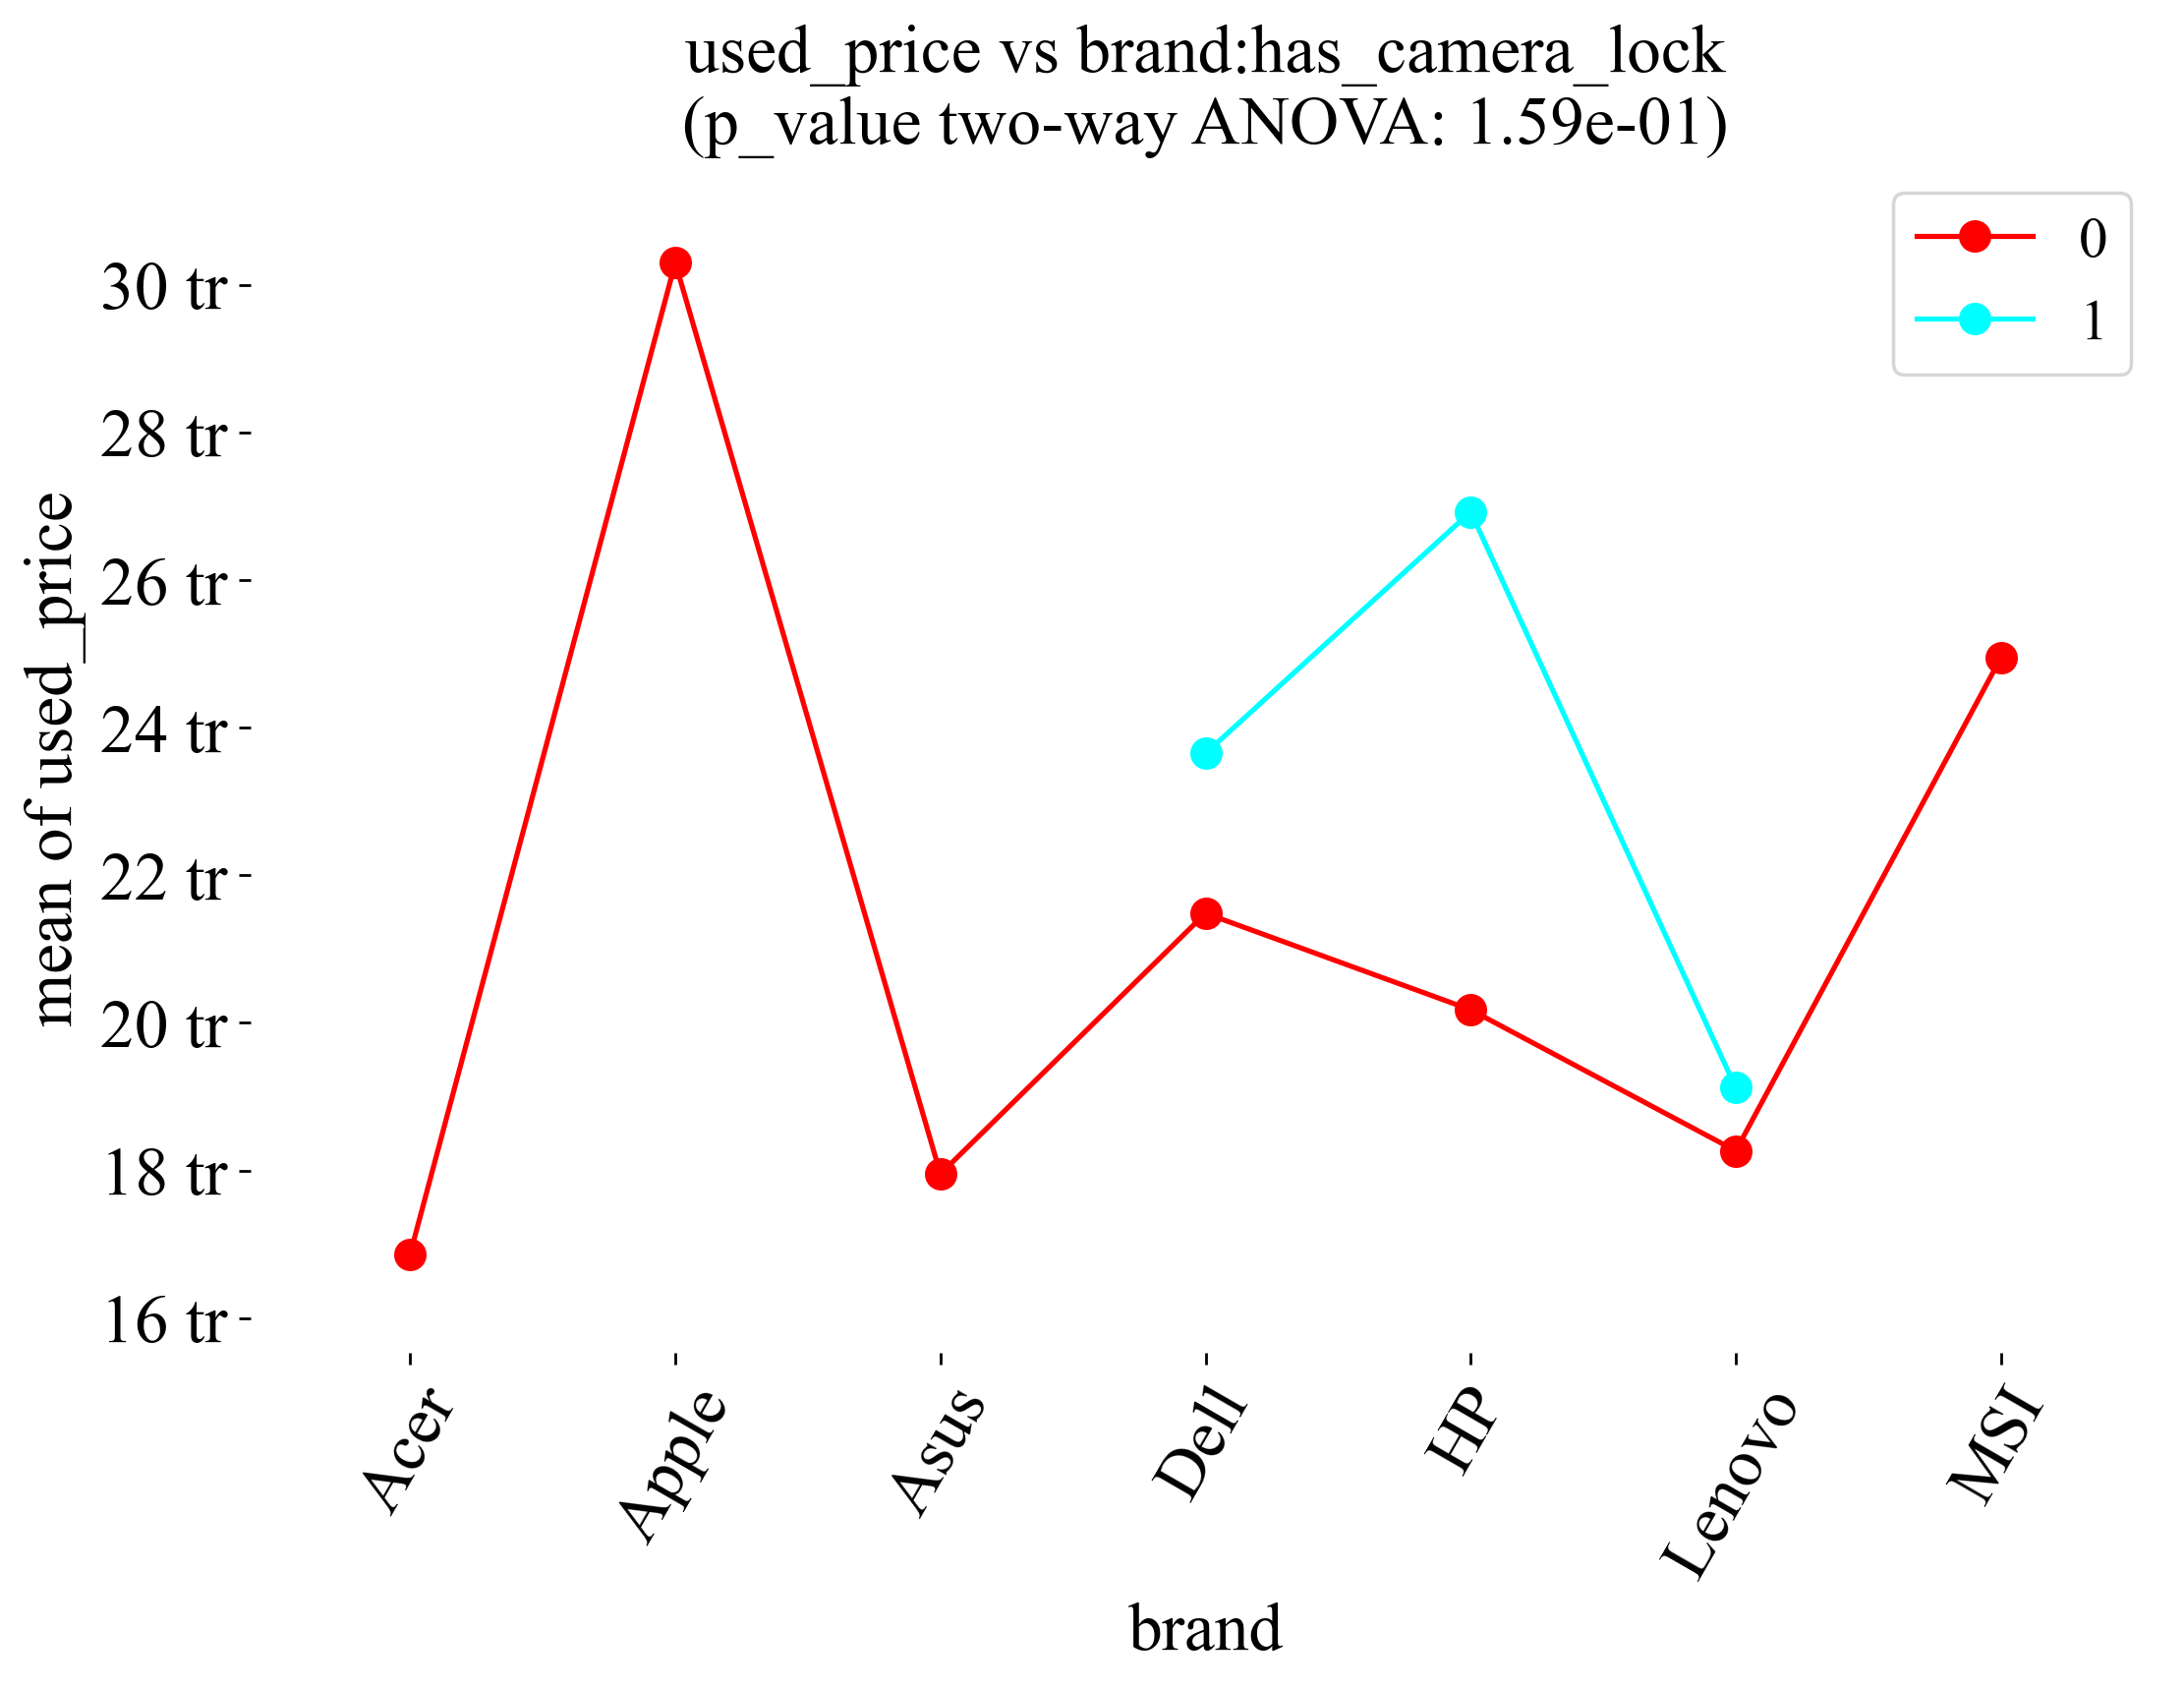 used_price vs brand:has_camera_lock
(p_value two-way ANOVA: 1.59e-01)
0
1
mean of used_price
30 tr
28 tr
26 tr
24 tr
22 tr
20 tr
18 tr
16 tr
Acer
Apple
Asus
Dell
HP
Lenovo
MSI
brand